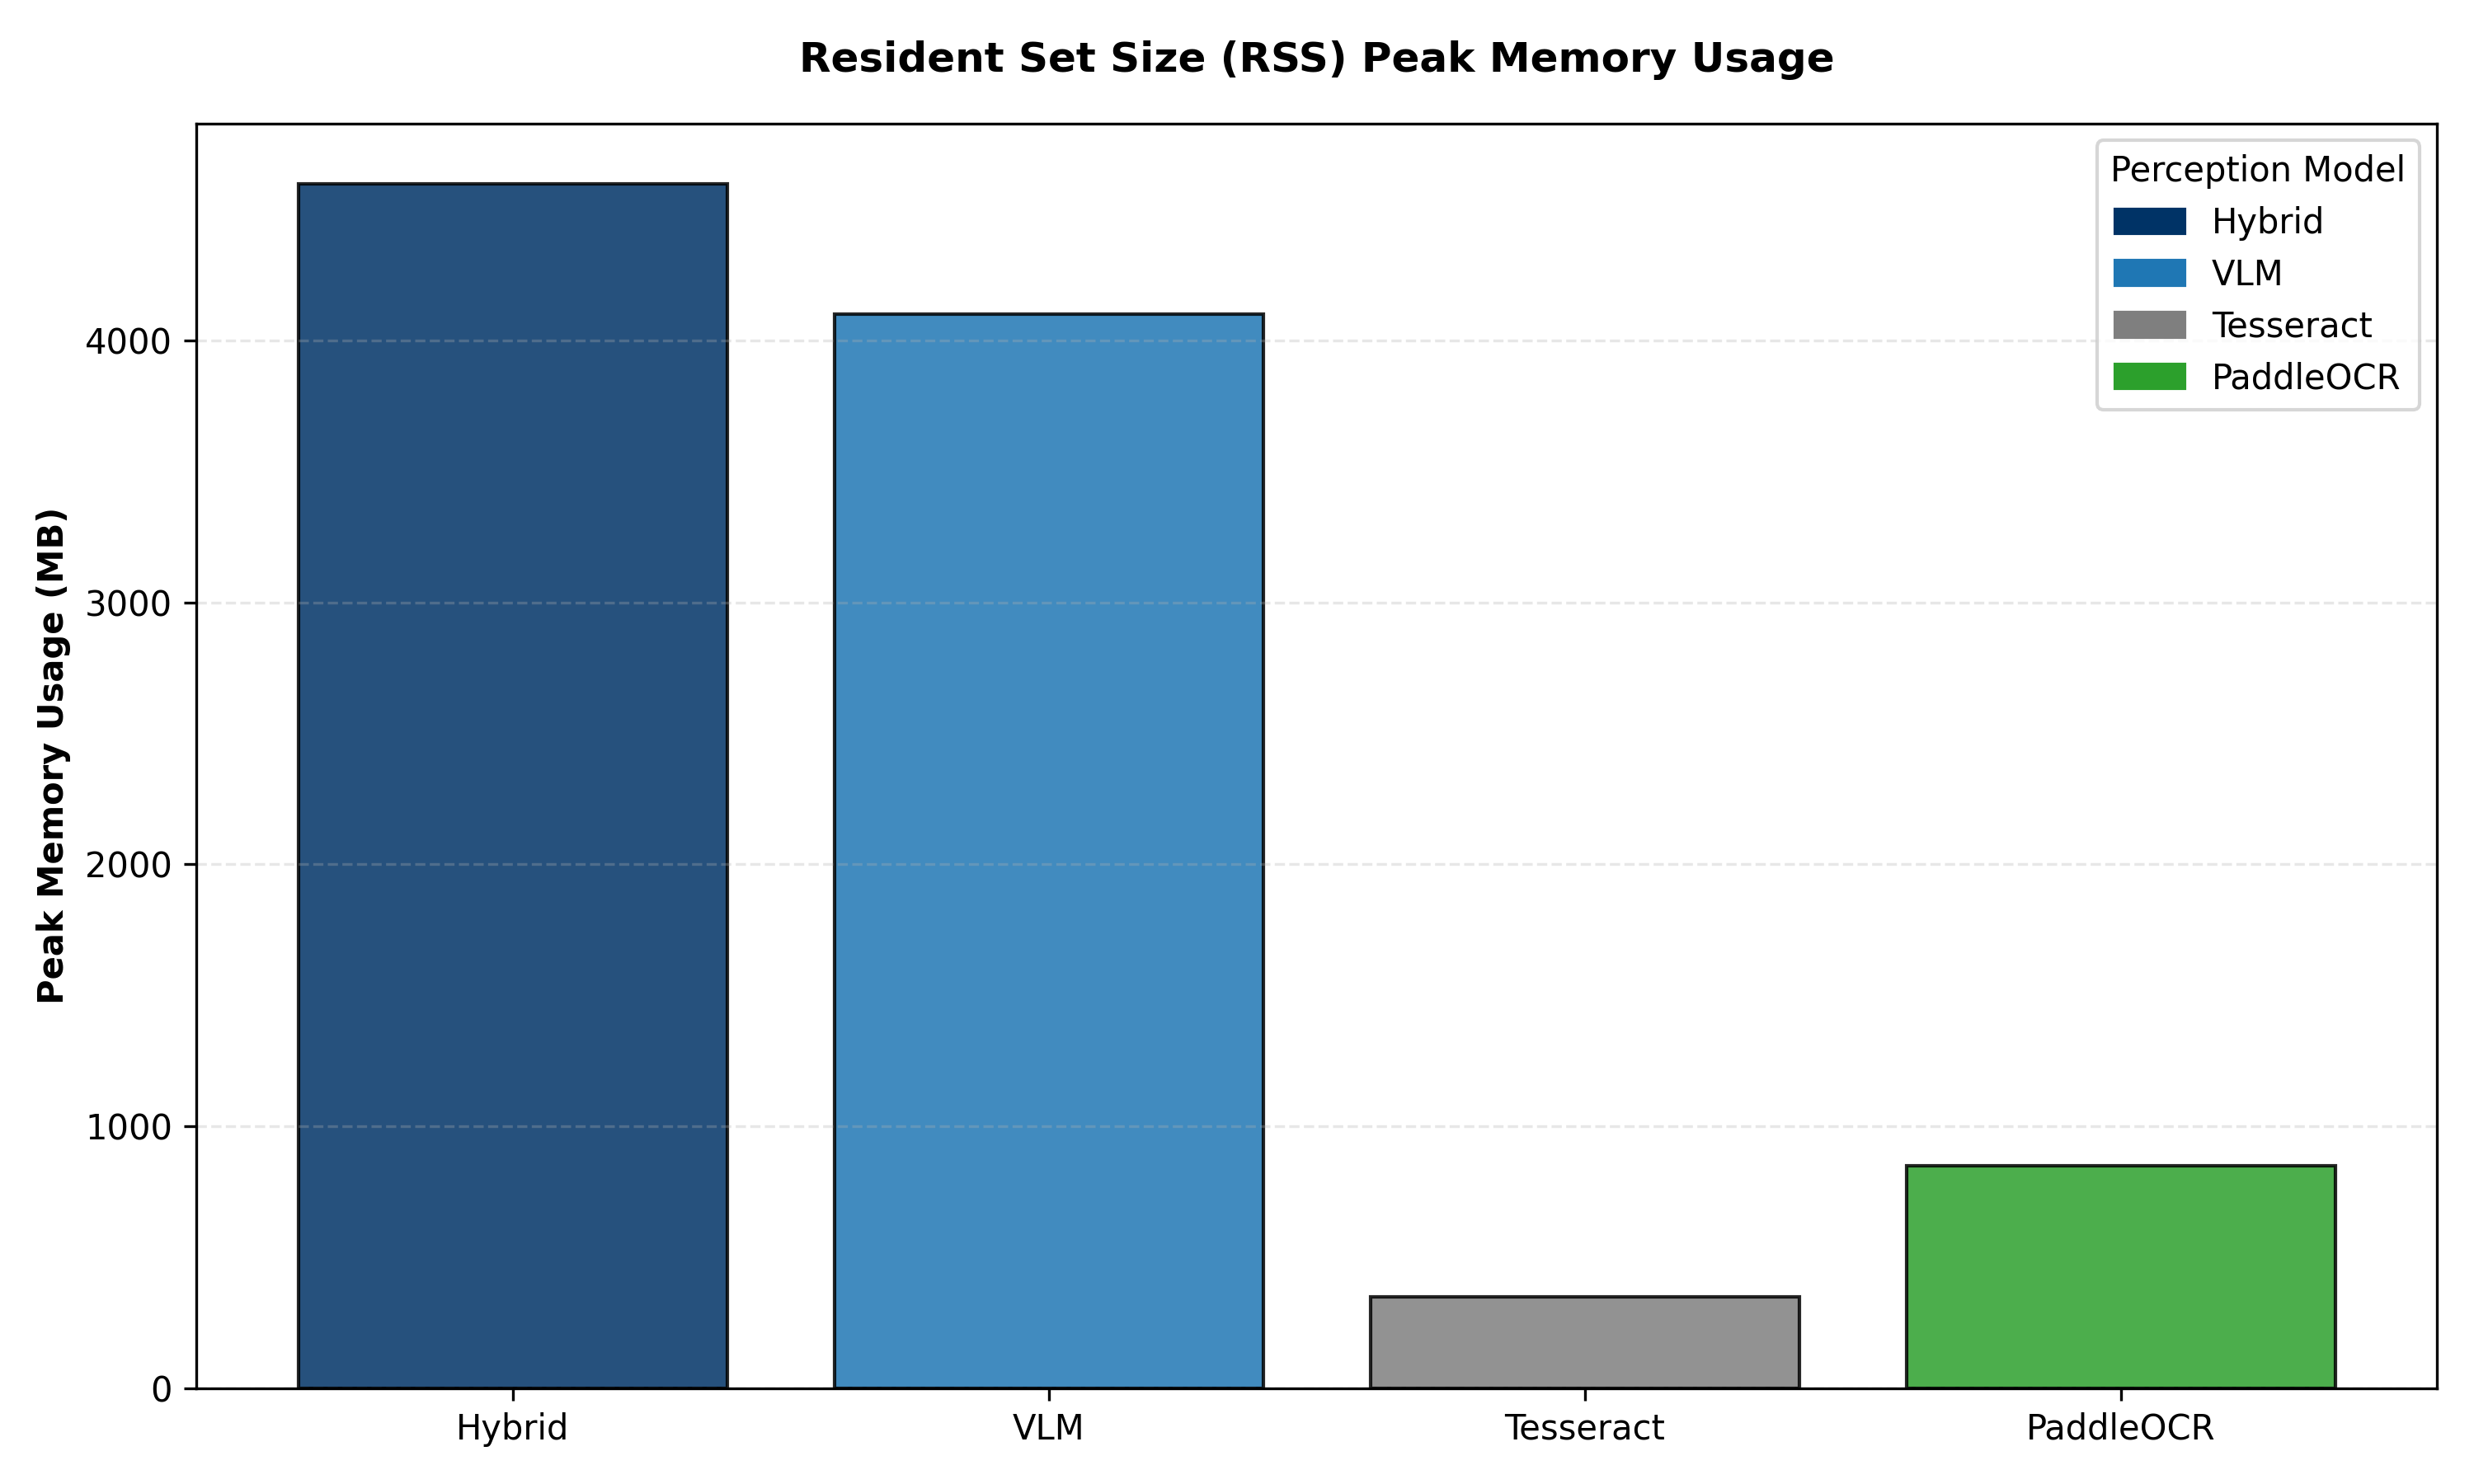 Resident Set Size (RSS) Peak Memory Usage
Perception Model
Hybrid
VLM
Tesseract
PaddleOCR
Peak Memory Usage (MB)
4000
3000
2000
1000
0
Hybrid VLM Tesseract PaddleOCR